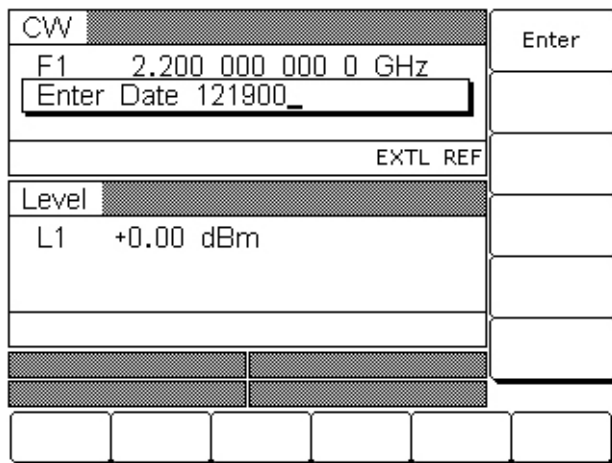 CW
Enter
F1 2.200 000 000 0 GHz
Enter Date 121900_
EXTL REF
Level
L1 +0.00 dBm